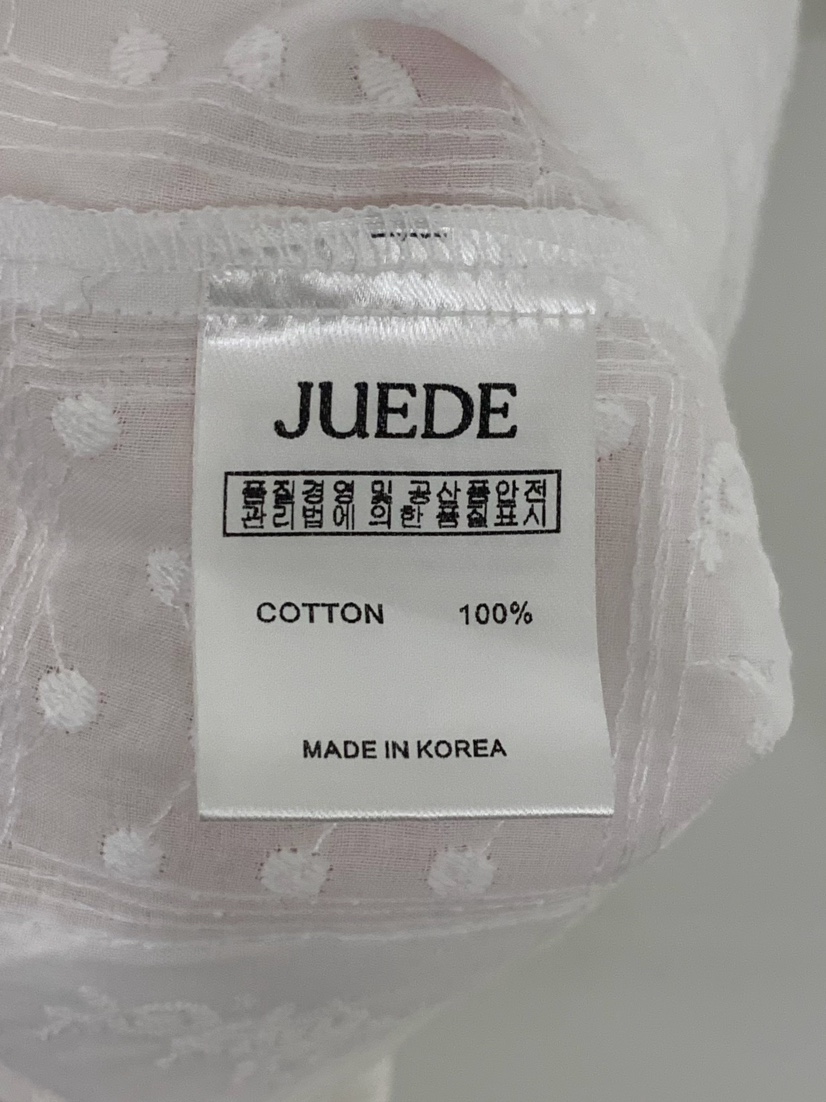 JUEDE
품질경영 및 공산품안전
관리법에 의한 품질표시
COTTON 100%
MADE IN KOREA